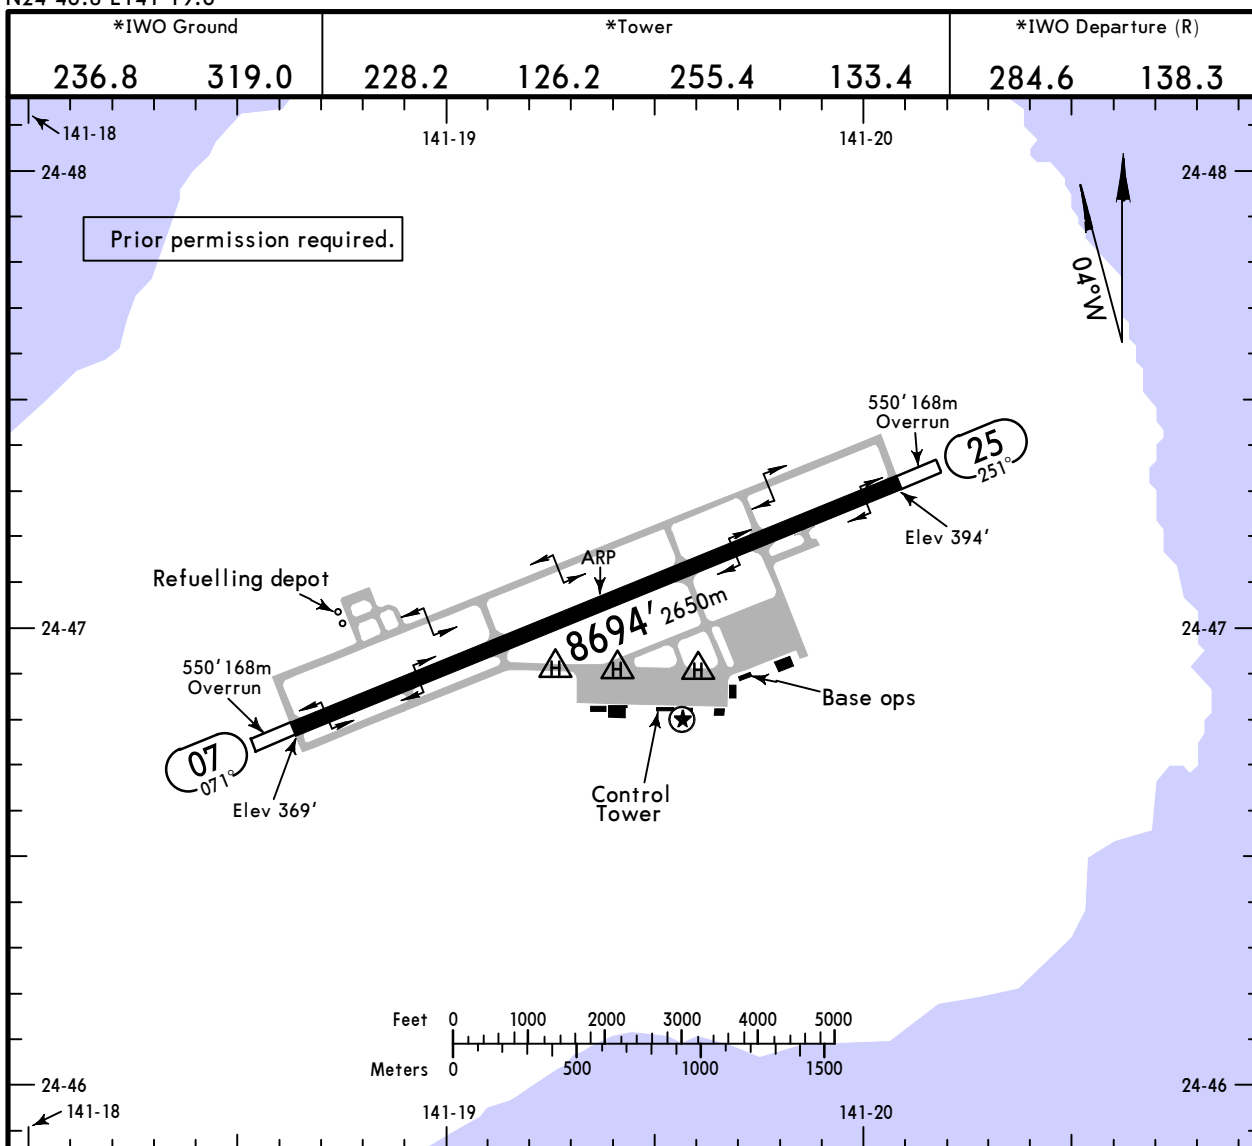 *IWO Ground
*Tower
*IWO Departure (R)
236.8 319.0
228.2 126.2 255.4 133.4
284.6 138.3
141-18
141-19
141-20
24-48
24-48
Prior permission required.
04°W
550' 168m
Overrun
25
251°
Elev 394'
ARP
Refuelling depot
8694' 2650m
24-47
24-47
550' 168m
Overrun
H
H
H
Base ops
07
071°
Elev 369'
Control
Tower
Feet 0 1000 2000 3000 4000 5000
Meters 0 500 1000 1500
24-46
24-46
141-18
141-19
141-20